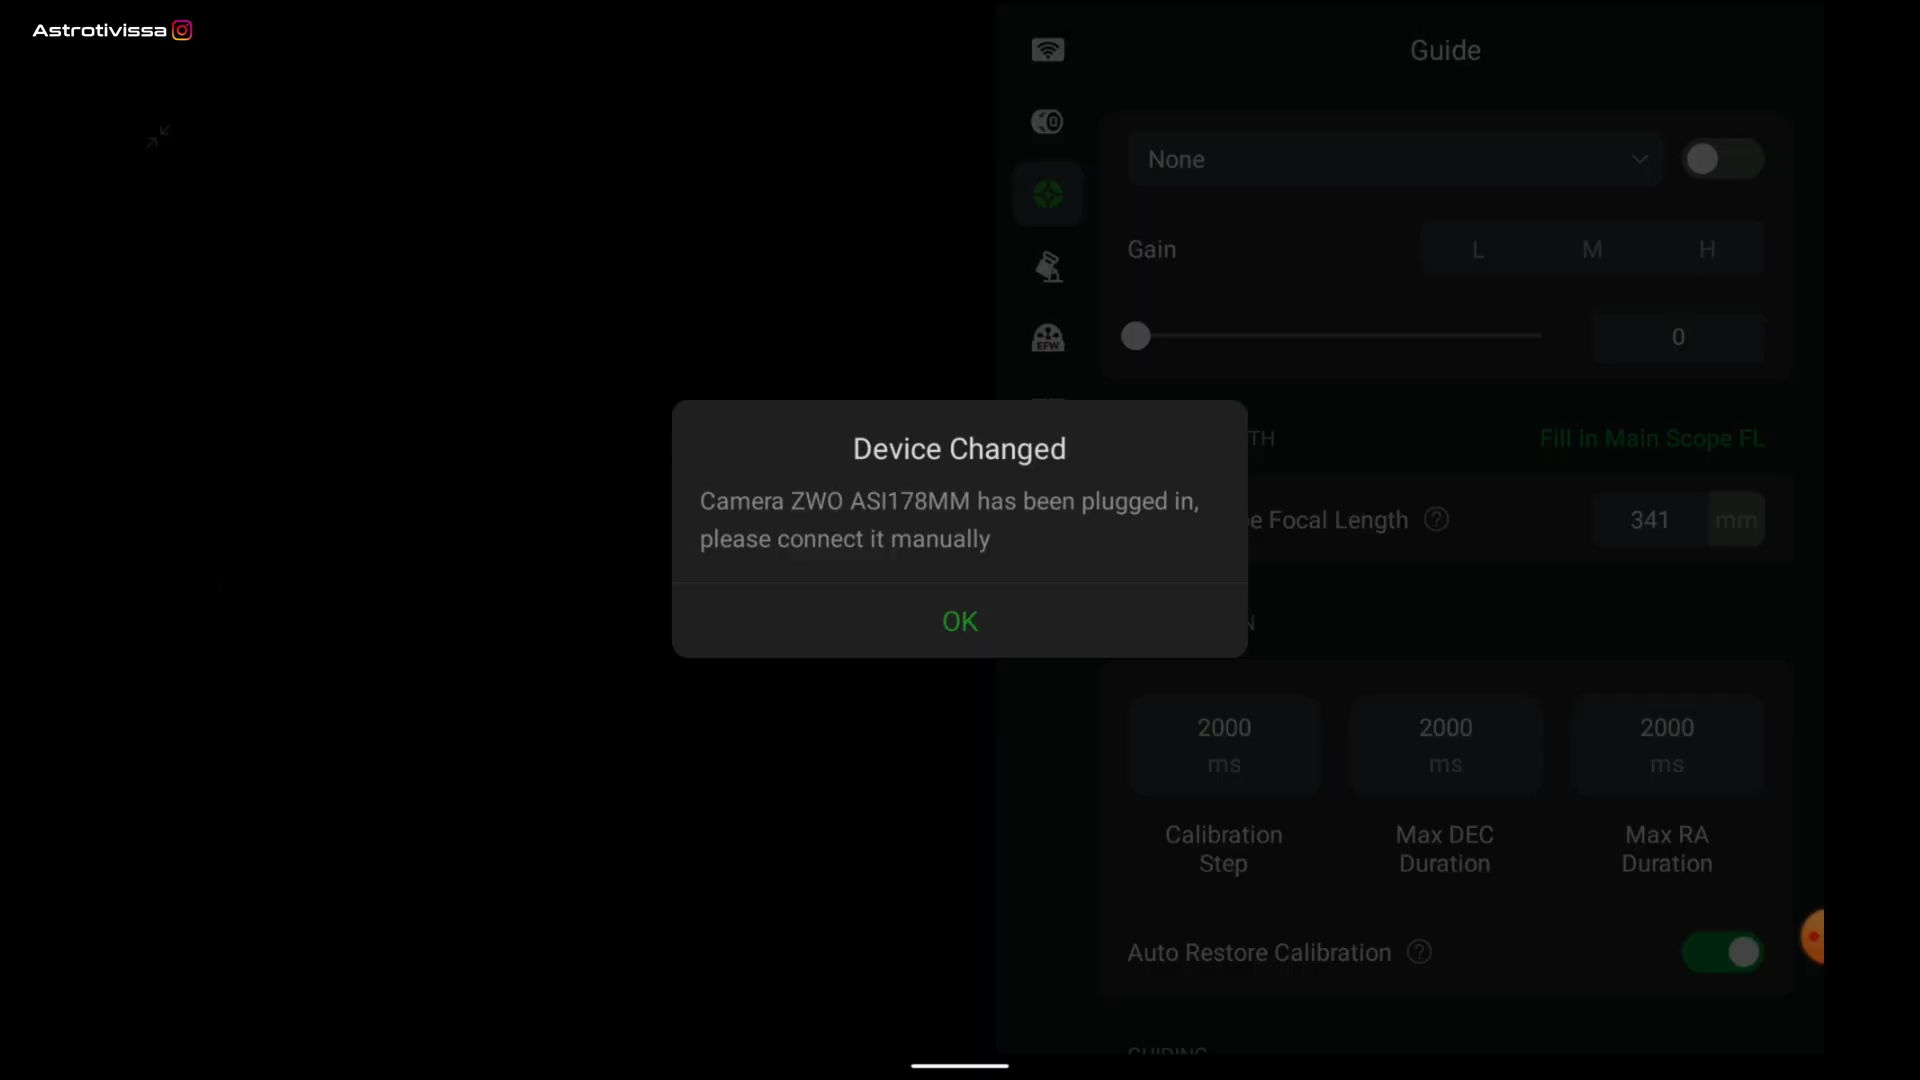 Astrotivissa
Guide
None
Gain
L M H
0
TH
Fill in Main Scope FL
Device Changed
Camera ZWO ASI178MM has been plugged in,
please connect it manually
OK
e Focal Length ?
341 mm
N
2000 ms
2000 ms
2000 ms
Calibration Step
Max DEC Duration
Max RA Duration
Auto Restore Calibration ?
EFW
GUIDING